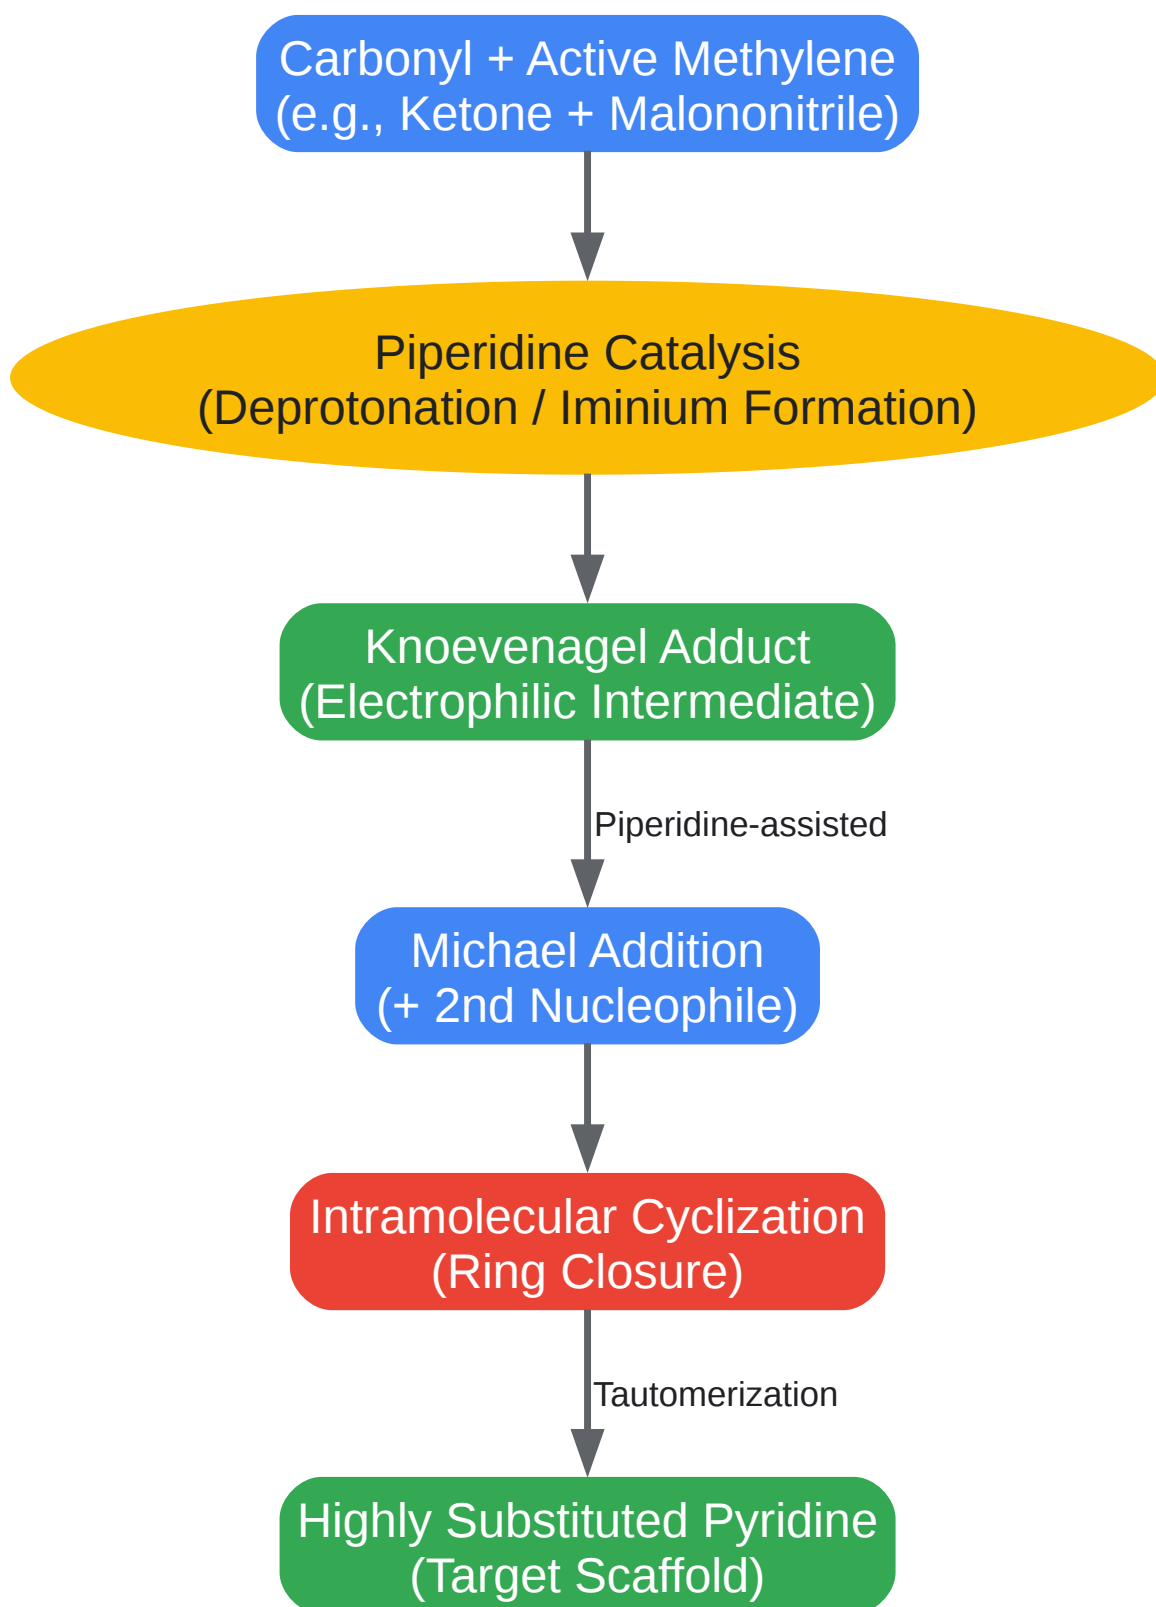 Carbonyl + Active Methylene
(e.g., Ketone + Malononitrile)
Piperidine Catalysis
(Deprotonation / Iminium Formation)
Knoevenagel Adduct
(Electrophilic Intermediate)
Piperidine-assisted
Michael Addition
(+ 2nd Nucleophile)
Intramolecular Cyclization
(Ring Closure)
Tautomerization
Highly Substituted Pyridine
(Target Scaffold)